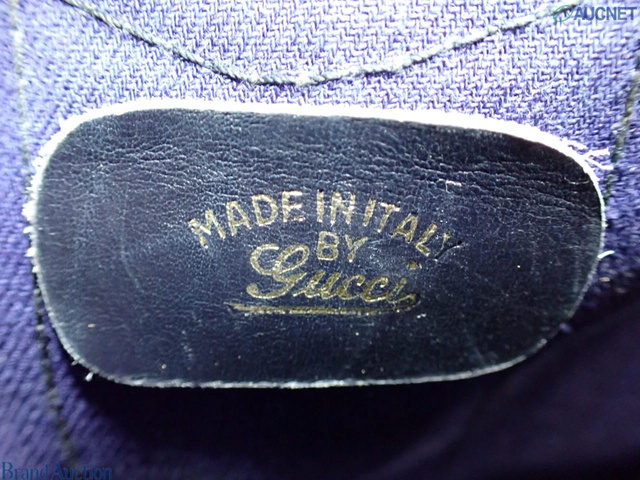 AUCNET
MADE IN ITALY
BY
Gucci
Brand Auction